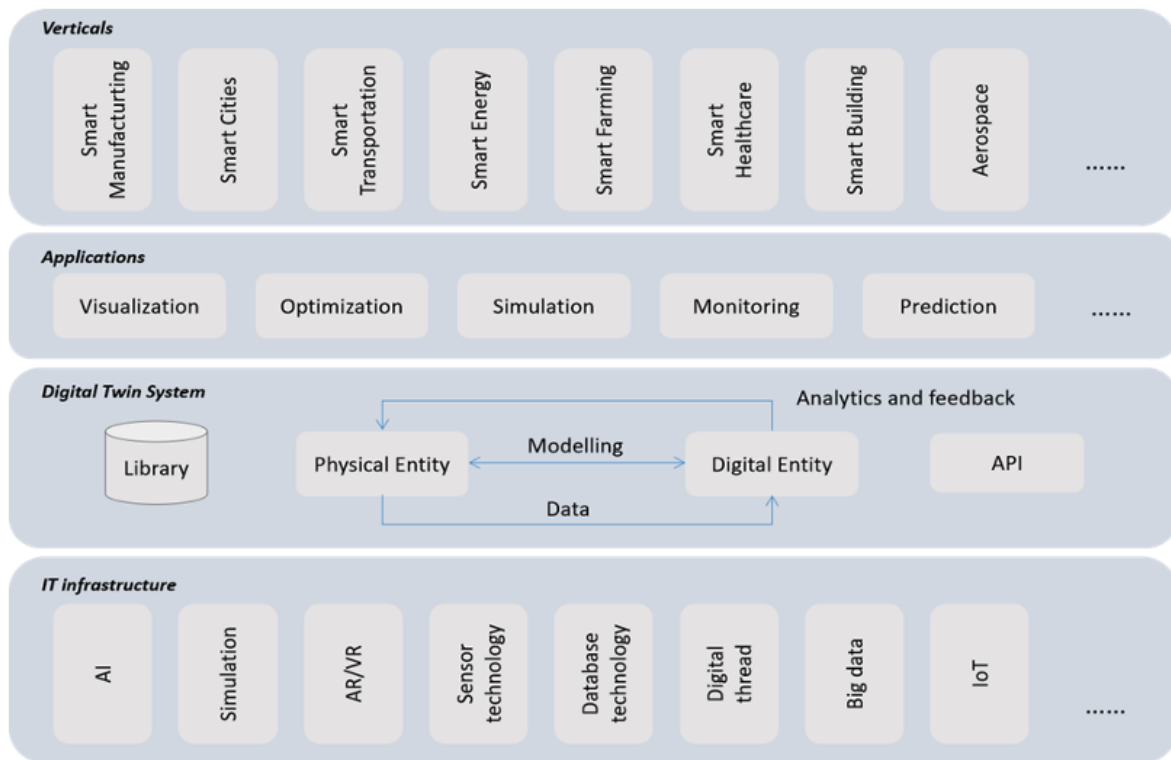 Verticals
Smart
Manufacturting
Smart Cities
Smart
Transportation
Smart Energy
Smart Farming
Smart
Healthcare
Smart Building
Aerospace
......
Applications
Visualization
Optimization
Simulation
Monitoring
Prediction
......
Digital Twin System
Analytics and feedback
Library
Physical Entity
Modelling
Digital Entity
API
Data
IT infrastructure
AI
Simulation
AR/VR
Sensor
technology
Database
technology
Digital
thread
Big data
IoT
......